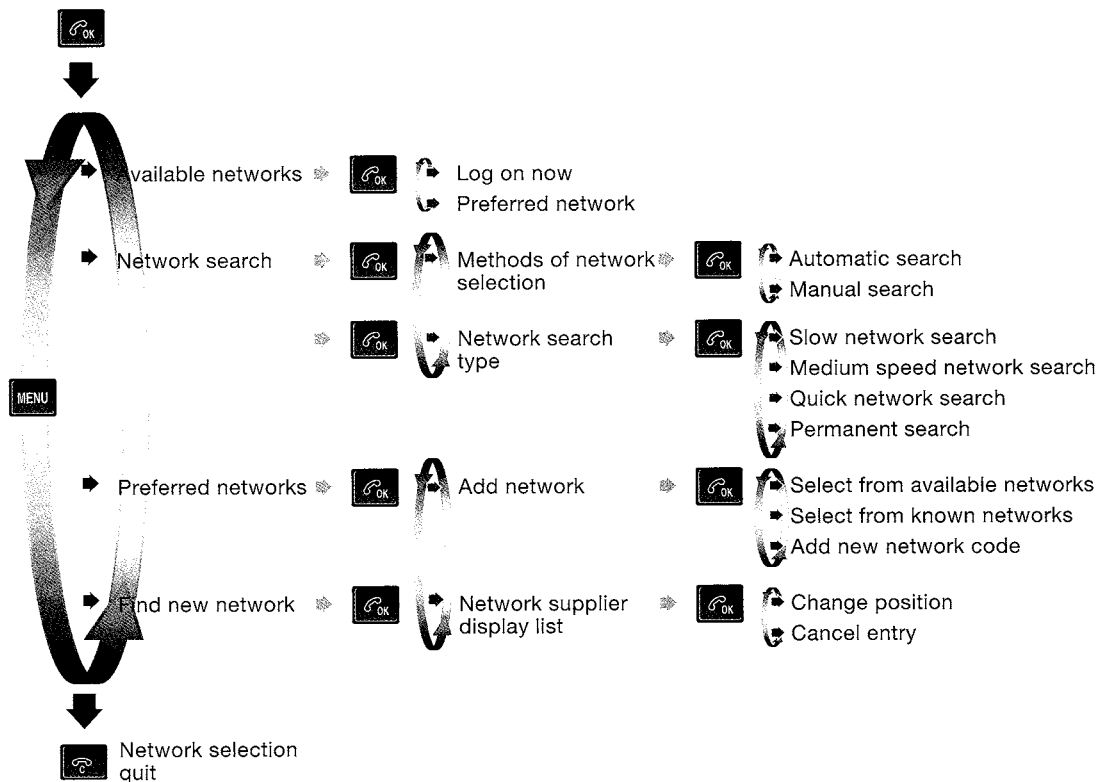 OK
Available networks
OK
Log on now
Preferred network
Network search
OK
Methods of network
selection
OK
Automatic search
Manual search
OK
Network search
type
OK
Slow network search
Medium speed network search
Quick network search
Permanent search
MENU
Preferred networks
OK
Add network
OK
Select from available networks
Select from known networks
Add new network code
Find new network
OK
Network supplier
display list
OK
Change position
Cancel entry
C
Network selection
quit